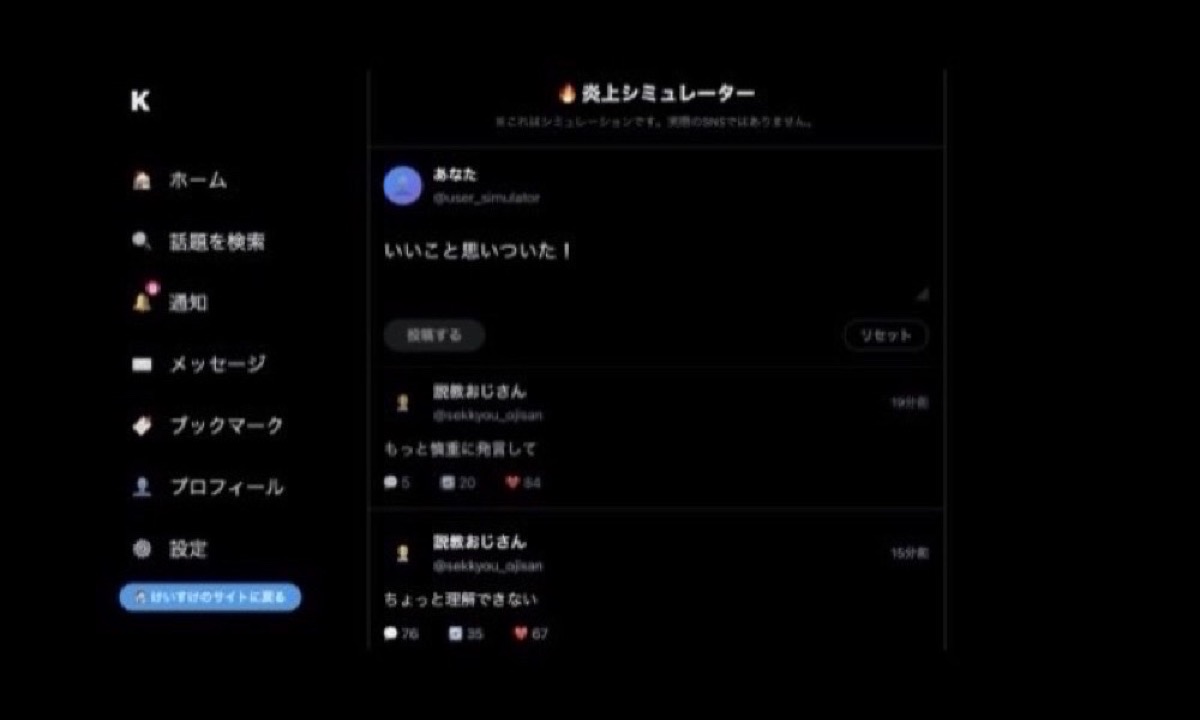 K
ホーム
話題を検索
通知
メッセージ
ブックマーク
プロフィール
設定
けいすけのサイトに戻る
🔥炎上シミュレーター
※これはシミュレーションです。実際のSNSではありません。
あなた
@user_simulator
いいこと思いついた！
投稿する
リセット
説教おじさん
19分前
@sekkyou_ojisan
もっと慎重に発言して
5 20 84
説教おじさん
15分前
@sekkyou_ojisan
ちょっと理解できない
76 35 67